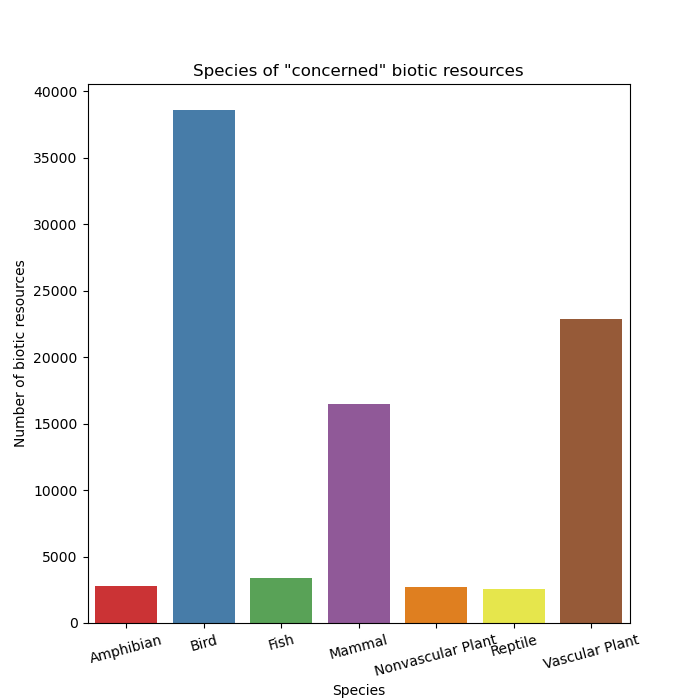 Species of "concerned" biotic resources
Number of biotic resources
40000
35000
30000
25000
20000
15000
10000
5000
0
Amphibian
Bird
Fish
Mammal
Nonvascular Plant
Reptile
Vascular Plant
Species